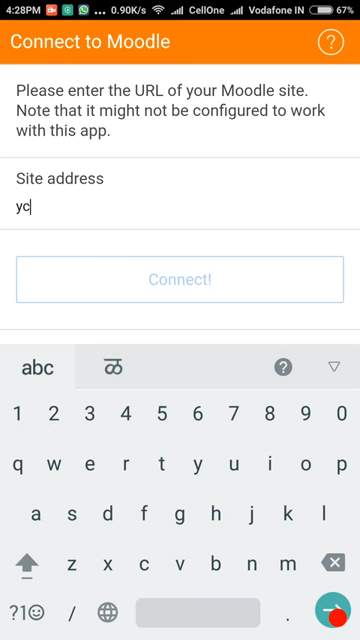 4:28PM ... 0.90K/s CellOne Vodafone IN 67%
Connect to Moodle ?
Please enter the URL of your Moodle site.
Note that it might not be configured to work
with this app.
Site address
yc
Connect!
abc ळ ?
1 2 3 4 5 6 7 8 9 0
q w e r t y u i o p
a s d f g h j k l
z x c v b n m
?1☺ / .